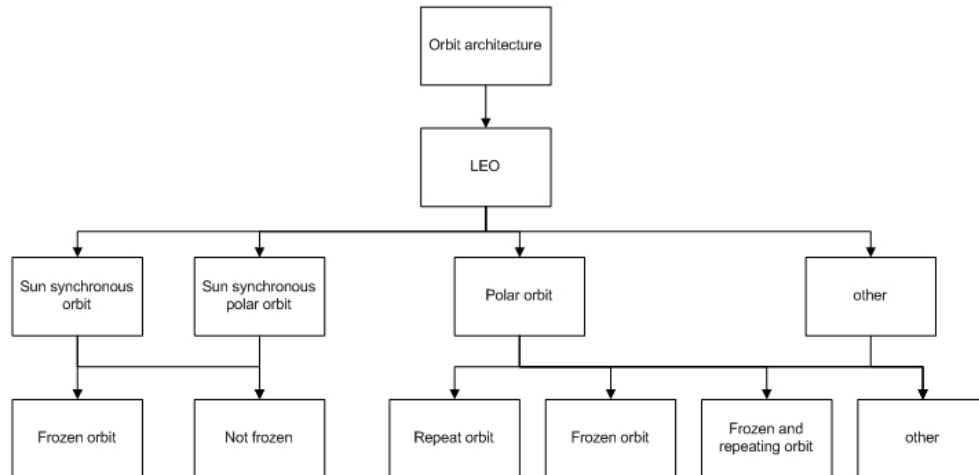 Orbit architecture
LEO
Sun synchronous
orbit
Sun synchronous
polar orbit
Polar orbit
other
Frozen orbit
Not frozen
Repeat orbit
Frozen orbit
Frozen and
repeating orbit
other